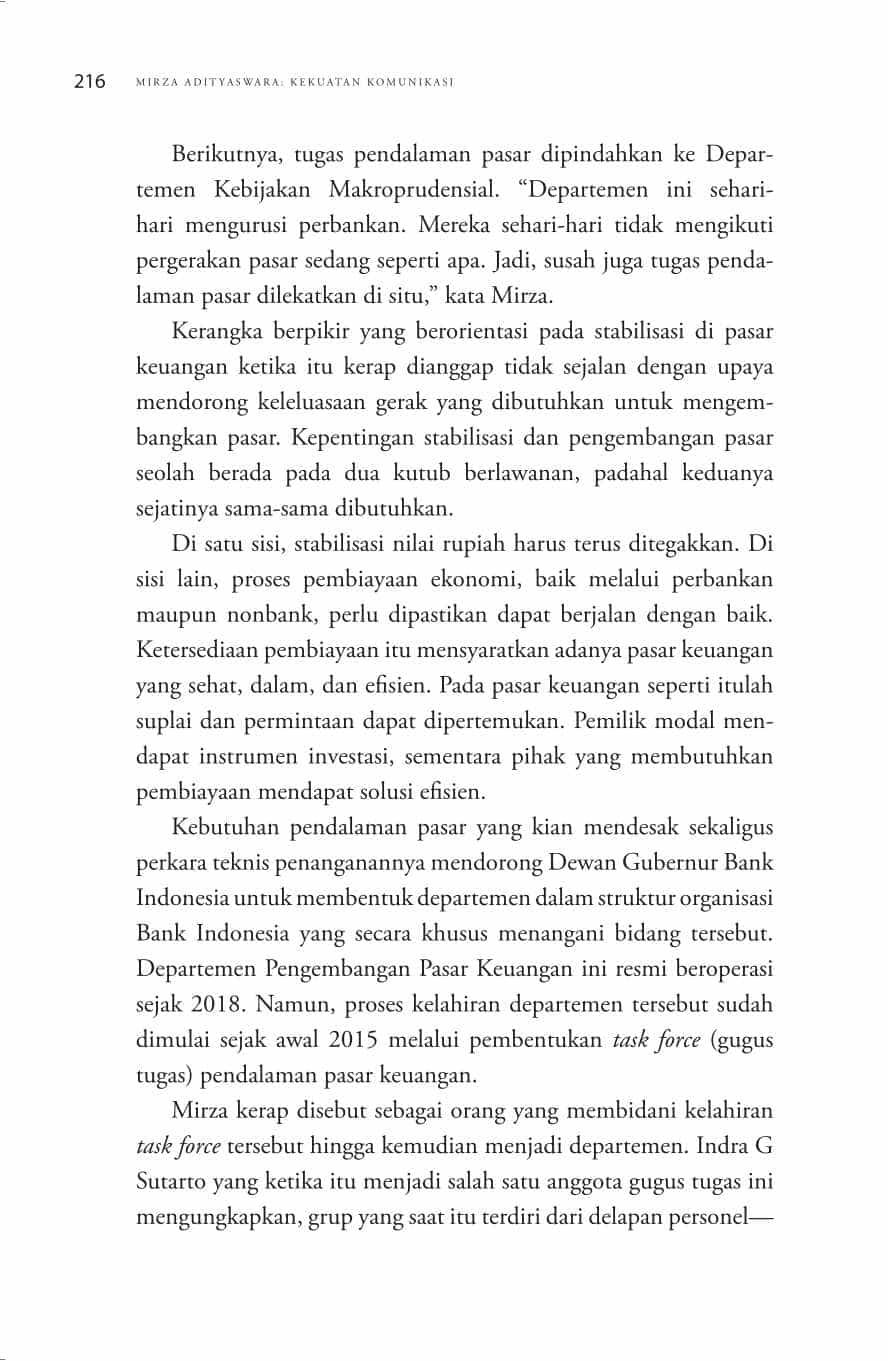 216 MIRZA ADITYASWARA: KEKUATAN KOMUNIKASI
Berikutnya, tugas pendalaman pasar dipindahkan ke Depar-
temen Kebijakan Makroprudensial. “Departemen ini sehari-
hari mengurusi perbankan. Mereka sehari-hari tidak mengikuti
pergerakan pasar sedang seperti apa. Jadi, susah juga tugas penda-
laman pasar dilekatkan di situ,” kata Mirza.
Kerangka berpikir yang berorientasi pada stabilisasi di pasar
keuangan ketika itu kerap dianggap tidak sejalan dengan upaya
mendorong keleluasaan gerak yang dibutuhkan untuk mengem-
bangkan pasar. Kepentingan stabilisasi dan pengembangan pasar
seolah berada pada dua kutub berlawanan, padahal keduanya
sejatinya sama-sama dibutuhkan.
Di satu sisi, stabilisasi nilai rupiah harus terus ditegakkan. Di
sisi lain, proses pembiayaan ekonomi, baik melalui perbankan
maupun nonbank, perlu dipastikan dapat berjalan dengan baik.
Ketersediaan pembiayaan itu mensyaratkan adanya pasar keuangan
yang sehat, dalam, dan efisien. Pada pasar keuangan seperti itulah
suplai dan permintaan dapat dipertemukan. Pemilik modal men-
dapat instrumen investasi, sementara pihak yang membutuhkan
pembiayaan mendapat solusi efisien.
Kebutuhan pendalaman pasar yang kian mendesak sekaligus
perkara teknis penanganannya mendorong Dewan Gubernur Bank
Indonesia untuk membentuk departemen dalam struktur organisasi
Bank Indonesia yang secara khusus menangani bidang tersebut.
Departemen Pengembangan Pasar Keuangan ini resmi beroperasi
sejak 2018. Namun, proses kelahiran departemen tersebut sudah
dimulai sejak awal 2015 melalui pembentukan task force (gugus
tugas) pendalaman pasar keuangan.
Mirza kerap disebut sebagai orang yang membidani kelahiran
task force tersebut hingga kemudian menjadi departemen. Indra G
Sutarto yang ketika itu menjadi salah satu anggota gugus tugas ini
mengungkapkan, grup yang saat itu terdiri dari delapan personel—